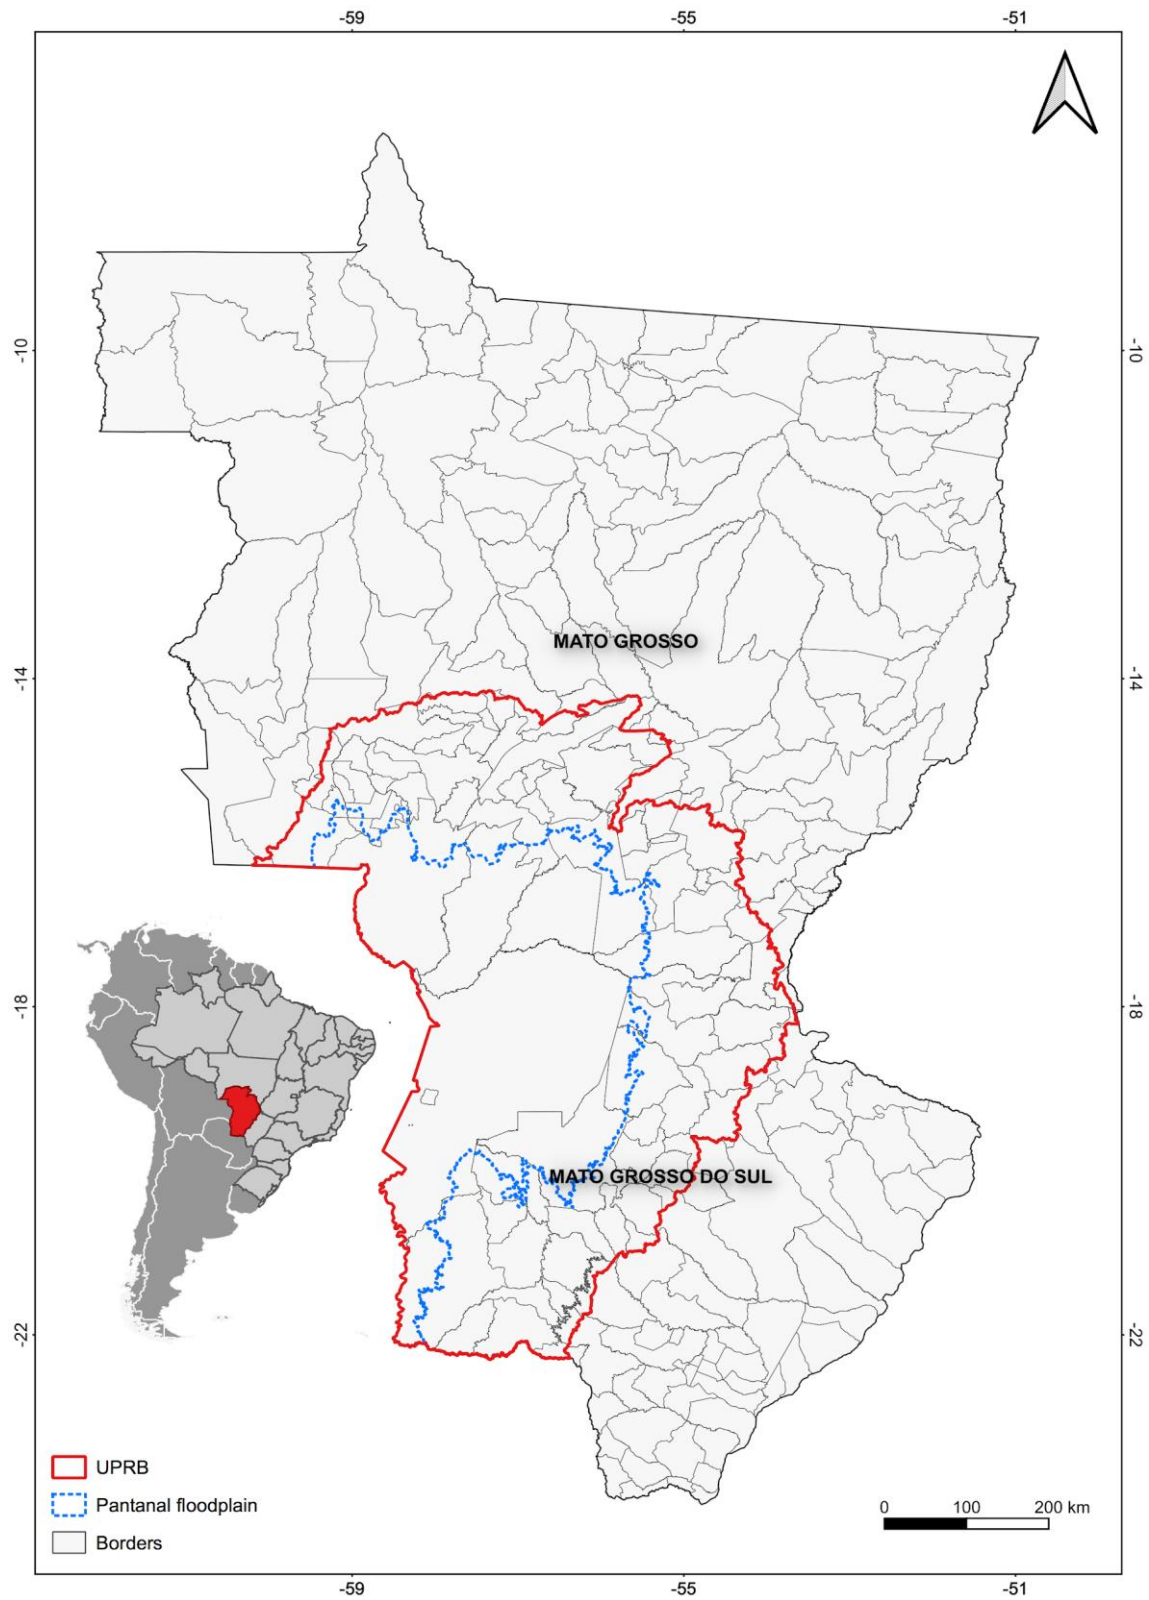 -59 -55 -51
-10 -10
MATO GROSSO
-14 -14
-18 -18
MATO GROSSO DO SUL
-22 -22
UPRB
Pantanal floodplain
Borders
0 100 200 km
-59 -55 -51